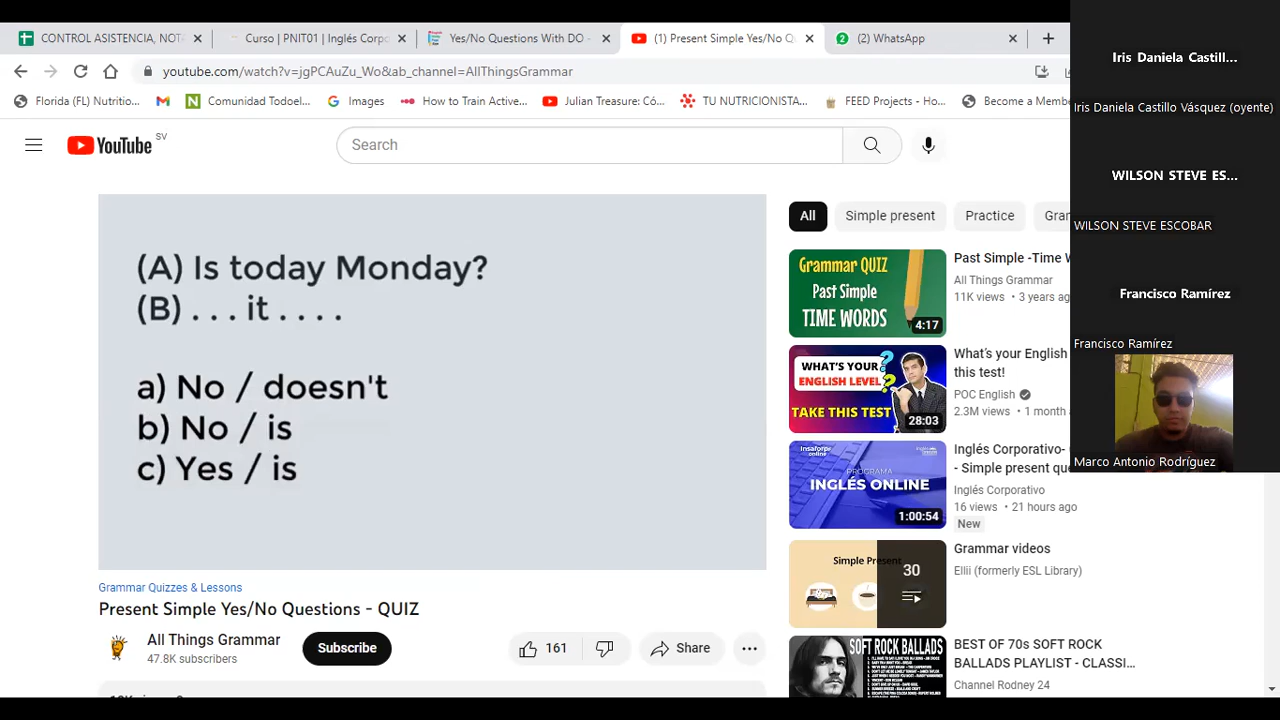 CONTROL ASISTENCIA, NOT
Curso | PNIT01 | Inglés Corpo
Yes/No Questions With DO -
(1) Present Simple Yes/No Q
(2) WhatsApp
youtube.com/watch?v=jgPCAuZu_Wo&ab_channel=AllThingsGrammar
Florida (FL) Nutritio...
Comunidad Todoel...
Images
How to Train Active...
Julian Treasure: Có...
TU NUTRICIONISTA...
FEED Projects - Ho...
Become a Membe
YouTube SV
Search
(A) Is today Monday?
(B) . . . it . . . .
a) No / doesn't
b) No / is
c) Yes / is
Grammar Quizzes & Lessons
Present Simple Yes/No Questions - QUIZ
All Things Grammar
47.8K subscribers
Subscribe
161
Share
All
Simple present
Practice
Gra
Grammar QUIZ
Past Simple
TIME WORDS
4:17
Past Simple -Time W
All Things Grammar
11K views • 3 years ag
WHAT'S YOUR
ENGLISH LEVEL?
TAKE THIS TEST
28:03
What's your English
this test!
POC English
2.3M views • 1 month
insaforp
online
PROGRAMA
INGLÉS ONLINE
1:00:54
Inglés Corporativo-
- Simple present que
Inglés Corporativo
16 views • 21 hours ago
New
Simple Present
30
Grammar videos
Ellii (formerly ESL Library)
SOFT ROCK
BALLADS
BEST OF 70s SOFT ROCK
BALLADS PLAYLIST - CLASSI...
Channel Rodney 24
Iris Daniela Castill...
Iris Daniela Castillo Vásquez (oyente)
WILSON STEVE ES...
WILSON STEVE ESCOBAR
Francisco Ramírez
Francisco Ramírez
Marco Antonio Rodríguez